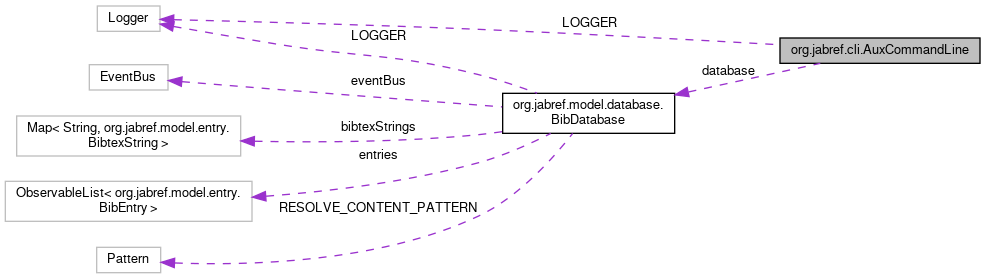 Logger
LOGGER
org.jabref.cli.AuxCommandLine
LOGGER
database
EventBus
eventBus
org.jabref.model.database.
BibDatabase
Map< String, org.jabref.model.entry.
BibtexString >
bibtexStrings
entries
ObservableList< org.jabref.model.entry.
BibEntry >
RESOLVE_CONTENT_PATTERN
Pattern